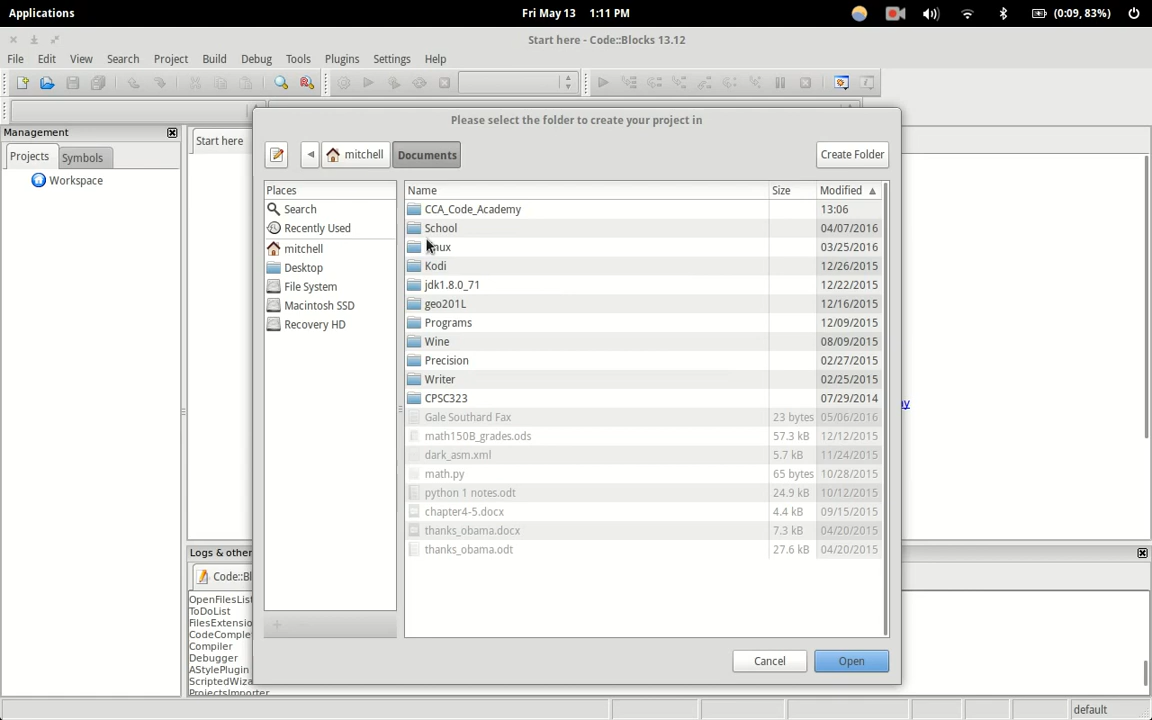 Applications
Fri May 13 1:11 PM
(0:09, 83%)
Start here - Code::Blocks 13.12
File Edit View Search Project Build Debug Tools Plugins Settings Help
Management
Projects Symbols
Workspace
Start here
Please select the folder to create your project in
mitchell Documents Create Folder
Places
Search
Recently Used
mitchell
Desktop
File System
Macintosh SSD
Recovery HD
Name Size Modified
CCA_Code_Academy 13:06
School 04/07/2016
nux 03/25/2016
Kodi 12/26/2015
jdk1.8.0_71 12/22/2015
geo201L 12/16/2015
Programs 12/09/2015
Wine 08/09/2015
Precision 02/27/2015
Writer 02/25/2015
CPSC323 07/29/2014
Gale Southard Fax 23 bytes 05/06/2016
math150B_grades.ods 57.3 kB 12/12/2015
dark_asm.xml 5.7 kB 11/24/2015
math.py 65 bytes 10/28/2015
python 1 notes.odt 24.9 kB 10/12/2015
chapter4-5.docx 4.4 kB 09/15/2015
thanks_obama.docx 7.3 kB 04/20/2015
thanks_obama.odt 27.6 kB 04/20/2015
Cancel Open
Logs & other
Code::Bl
OpenFilesList
ToDoList
FilesExtensio
CodeComple
Compiler
Debugger
AStylePlugin
ScriptedWiza
ProjectsImporter
default